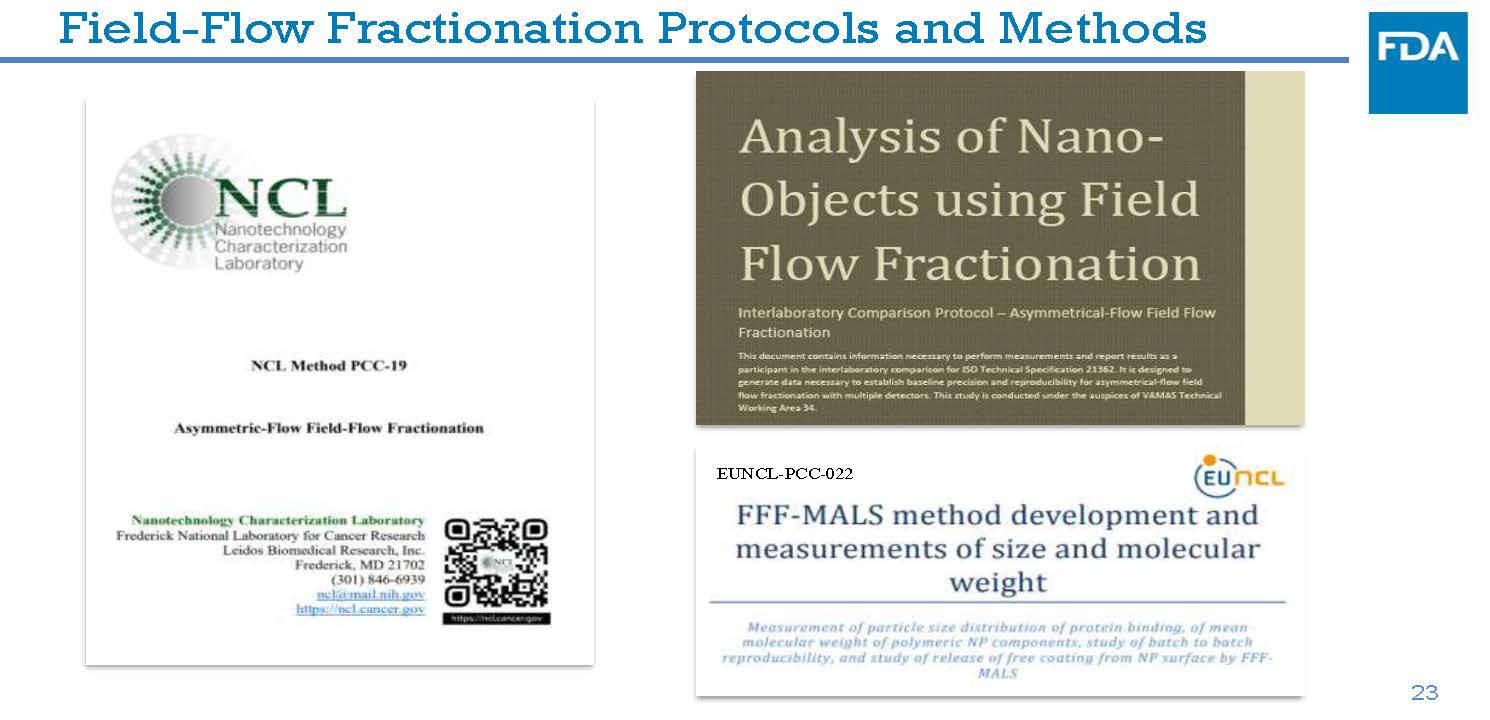 Field-Flow Fractionation Protocols and Methods
FDA
NCL
Nanotechnology
Characterization
Laboratory
NCL Method PCC-19
Asymmetric-Flow Field-Flow Fractionation
Nanotechnology Characterization Laboratory
Frederick National Laboratory for Cancer Research
Leidos Biomedical Research, Inc.
Frederick, MD 21702
(301) 846-6939
ncl@mail.nih.gov
https://ncl.cancer.gov
NCL
https://ncl.cancer.gov
Analysis of Nano-
Objects using Field
Flow Fractionation
Interlaboratory Comparison Protocol – Asymmetrical-Flow Field Flow
Fractionation
This document contains information necessary to perform measurements and report results as a
participant in the interlaboratory comparison for ISO Technical Specification 21362. It is designed to
generate data necessary to establish baseline precision and reproducibility for asymmetrical-flow field
flow fractionation with multiple detectors. This study is conducted under the auspices of VAMAS Technical
Working Area 34.
EUNCL-PCC-022
EUNCL
FFF-MALS method development and
measurements of size and molecular
weight
Measurement of particle size distribution of protein binding, of mean
molecular weight of polymeric NP components, study of batch to batch
reproducibility, and study of release of free coating from NP surface by FFF-
MALS
23